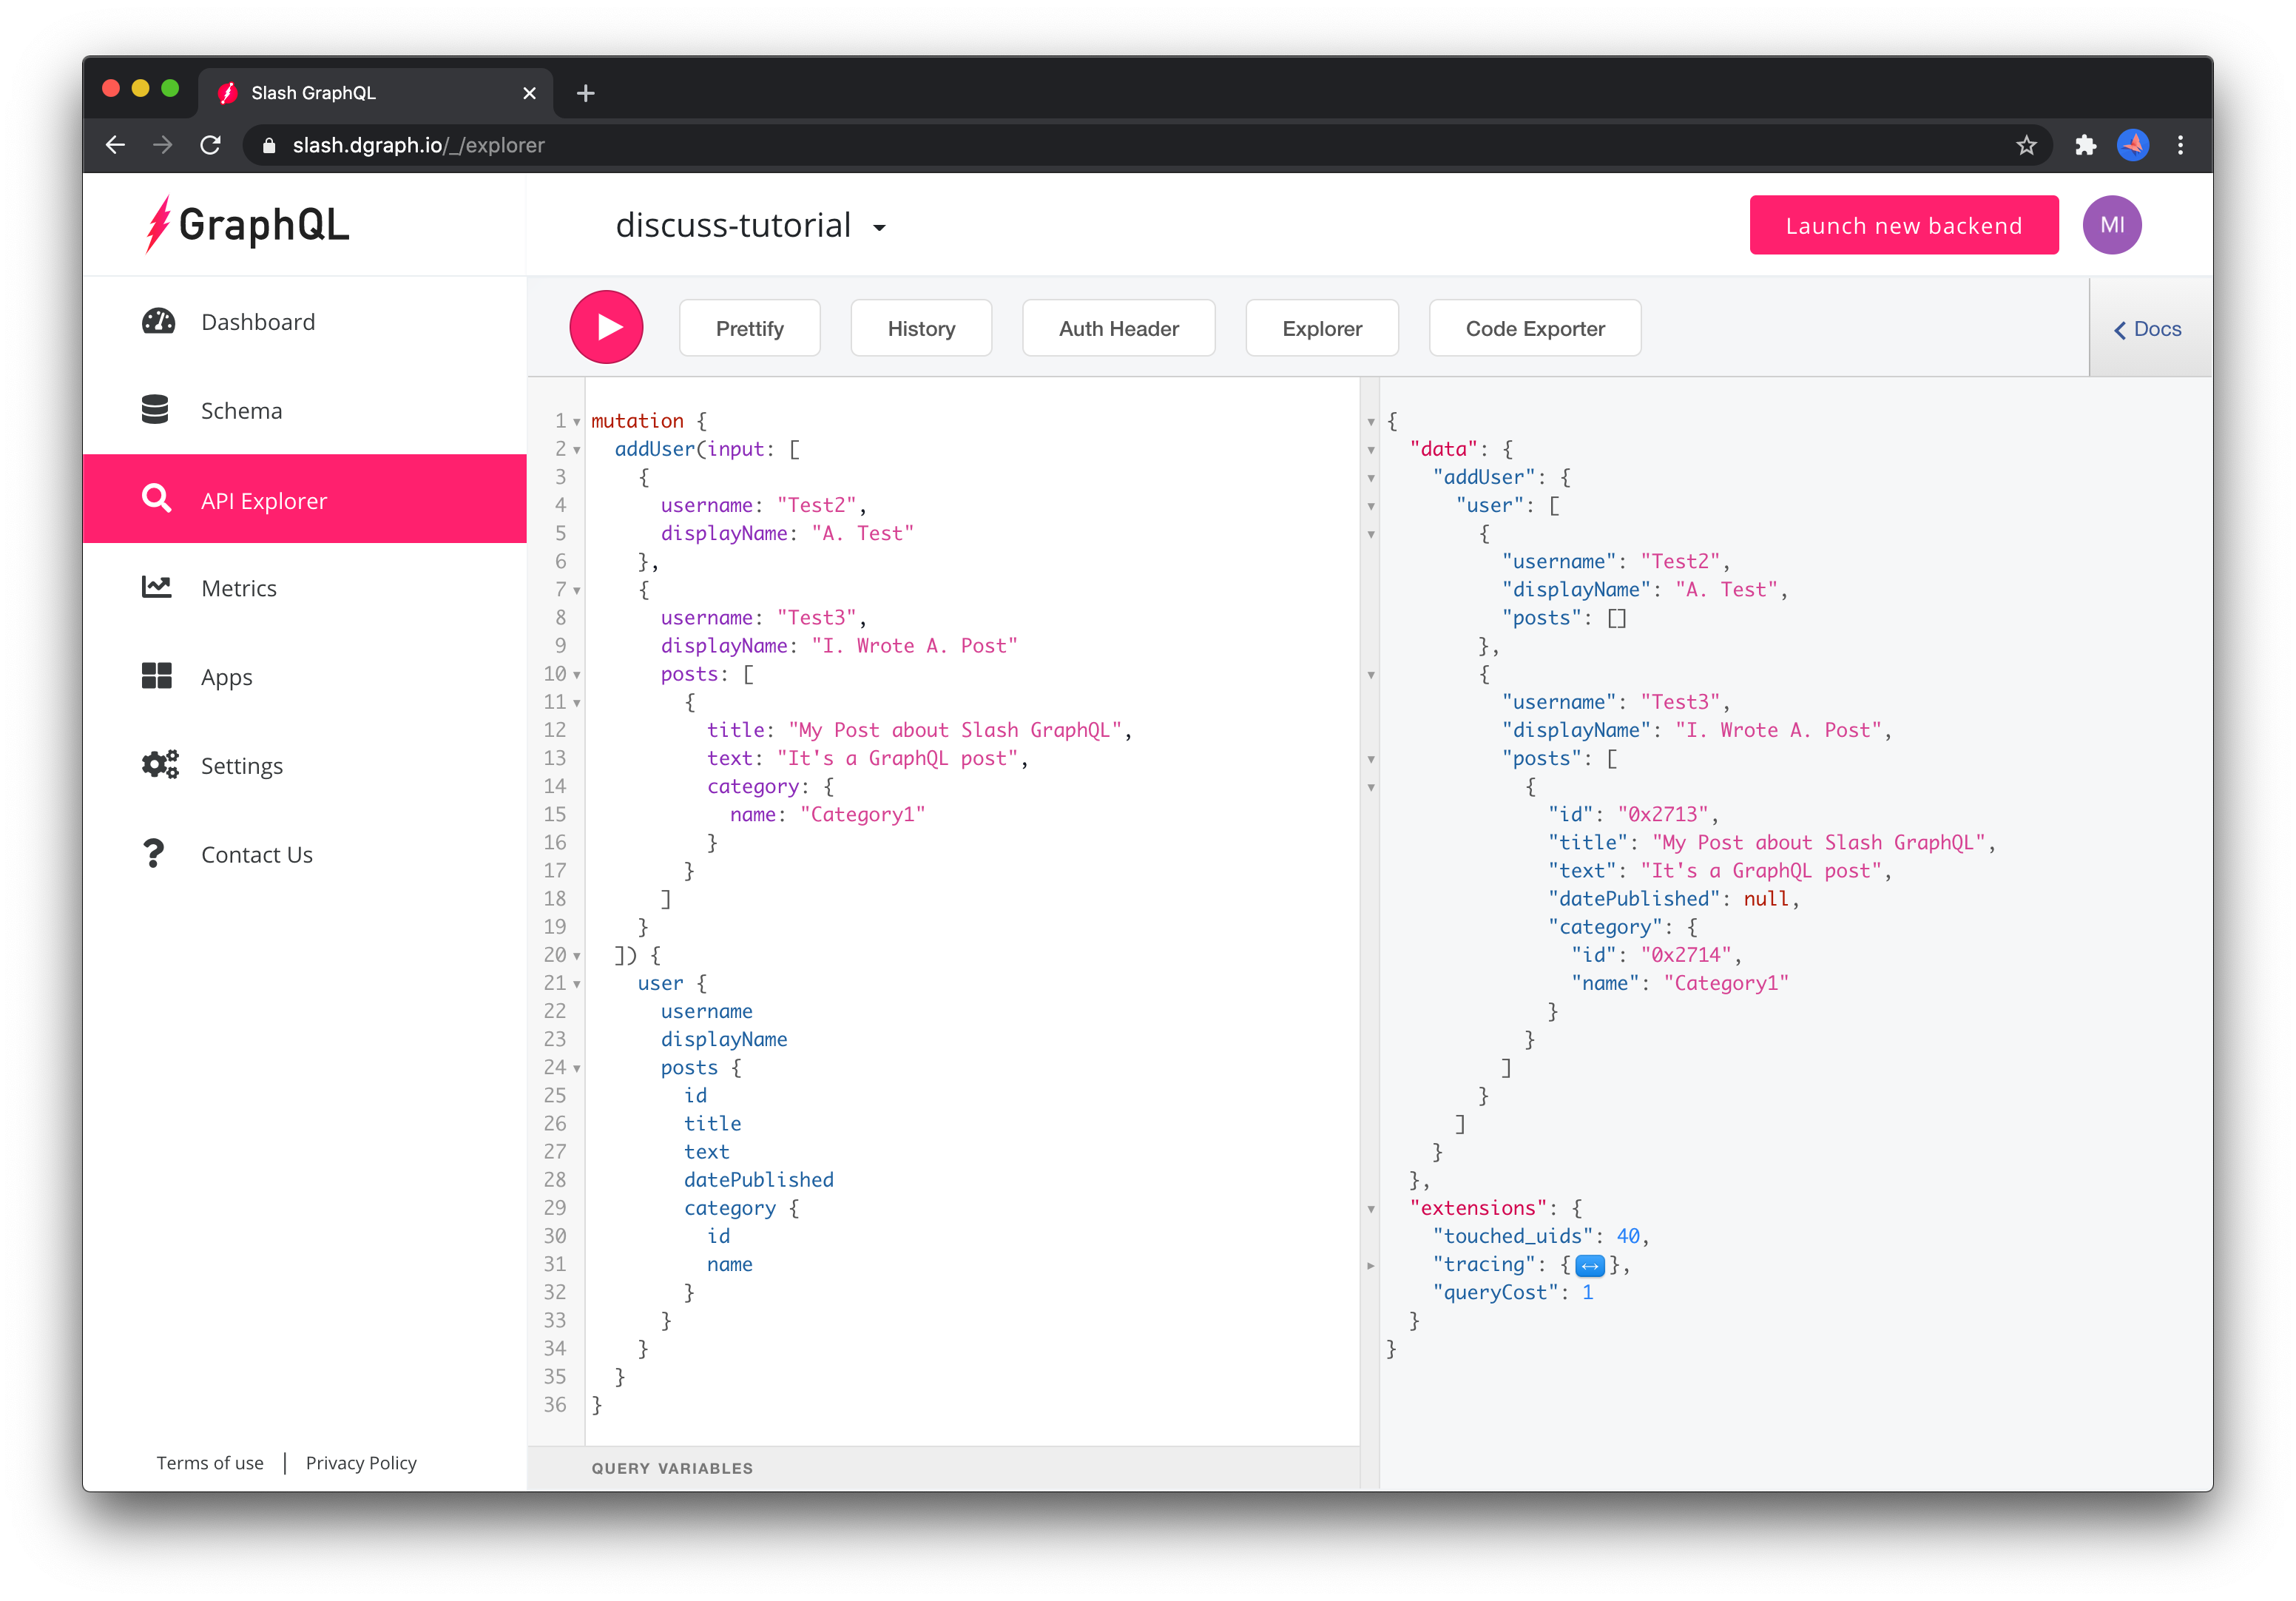 Slash GraphQL
slash.dgraph.io/_/explorer
GraphQL
discuss-tutorial
Launch new backend
MI
Dashboard
Schema
API Explorer
Metrics
Apps
Settings
Contact Us
Terms of use | Privacy Policy
Prettify
History
Auth Header
Explorer
Code Exporter
Docs
1 mutation {
2 addUser(input: [
3 {
4 username: "Test2",
5 displayName: "A. Test"
6 },
7 {
8 username: "Test3",
9 displayName: "I. Wrote A. Post"
10 posts: [
11 {
12 title: "My Post about Slash GraphQL",
13 text: "It's a GraphQL post",
14 category: {
15 name: "Category1"
16 }
17 }
18 ]
19 }
20 ]) {
21 user {
22 username
23 displayName
24 posts {
25 id
26 title
27 text
28 datePublished
29 category {
30 id
31 name
32 }
33 }
34 }
35 }
36 }
QUERY VARIABLES
{
"data": {
"addUser": {
"user": [
{
"username": "Test2",
"displayName": "A. Test",
"posts": []
},
{
"username": "Test3",
"displayName": "I. Wrote A. Post",
"posts": [
{
"id": "0x2713",
"title": "My Post about Slash GraphQL",
"text": "It's a GraphQL post",
"datePublished": null,
"category": {
"id": "0x2714",
"name": "Category1"
}
}
]
}
]
}
},
"extensions": {
"touched_uids": 40,
"tracing": {↔},
"queryCost": 1
}
}